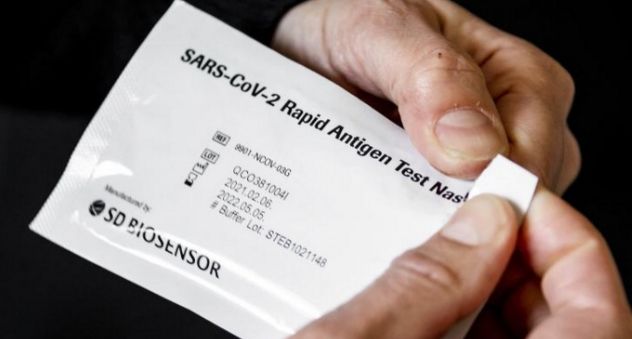 SARS-CoV-2 Rapid Antigen Test Nas
REF 9901-NCOV-03G
LOT QCO381004I
2021.02.06.
2022.05.05.
# Buffer Lot: STEB1021148
Manufactured by:
SD BIOSENSOR